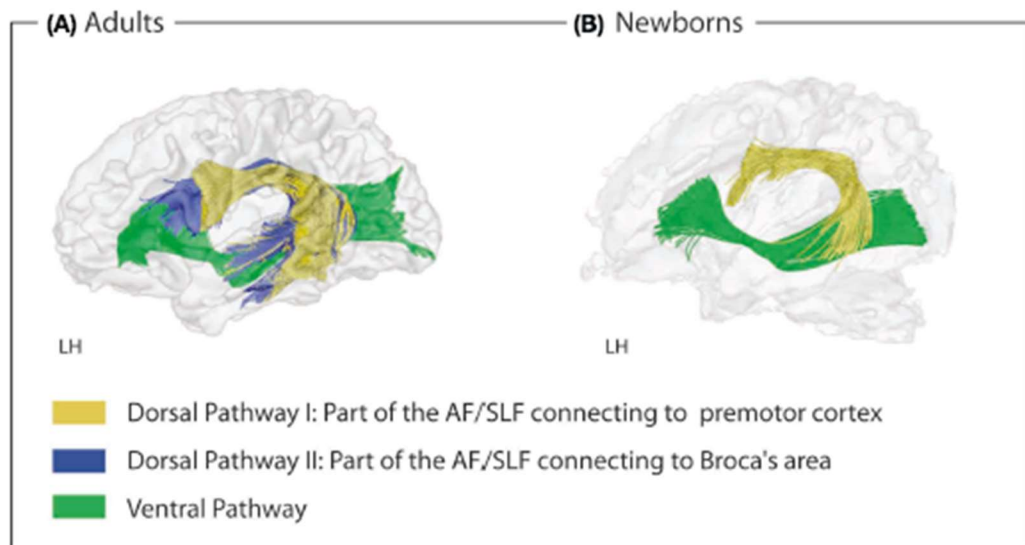 (A) Adults
(B) Newborns
LH
LH
Dorsal Pathway I: Part of the AF/SLF connecting to premotor cortex
Dorsal Pathway II: Part of the AF/SLF connecting to Broca's area
Ventral Pathway